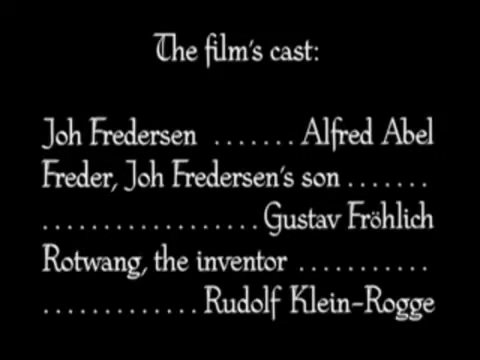 The film's cast:
Joh Fredersen ....... Alfred Abel
Freder, Joh Fredersen's son .......
.................. Gustav Fröhlich
Rotwang, the inventor ...........
............. Rudolf Klein-Rogge